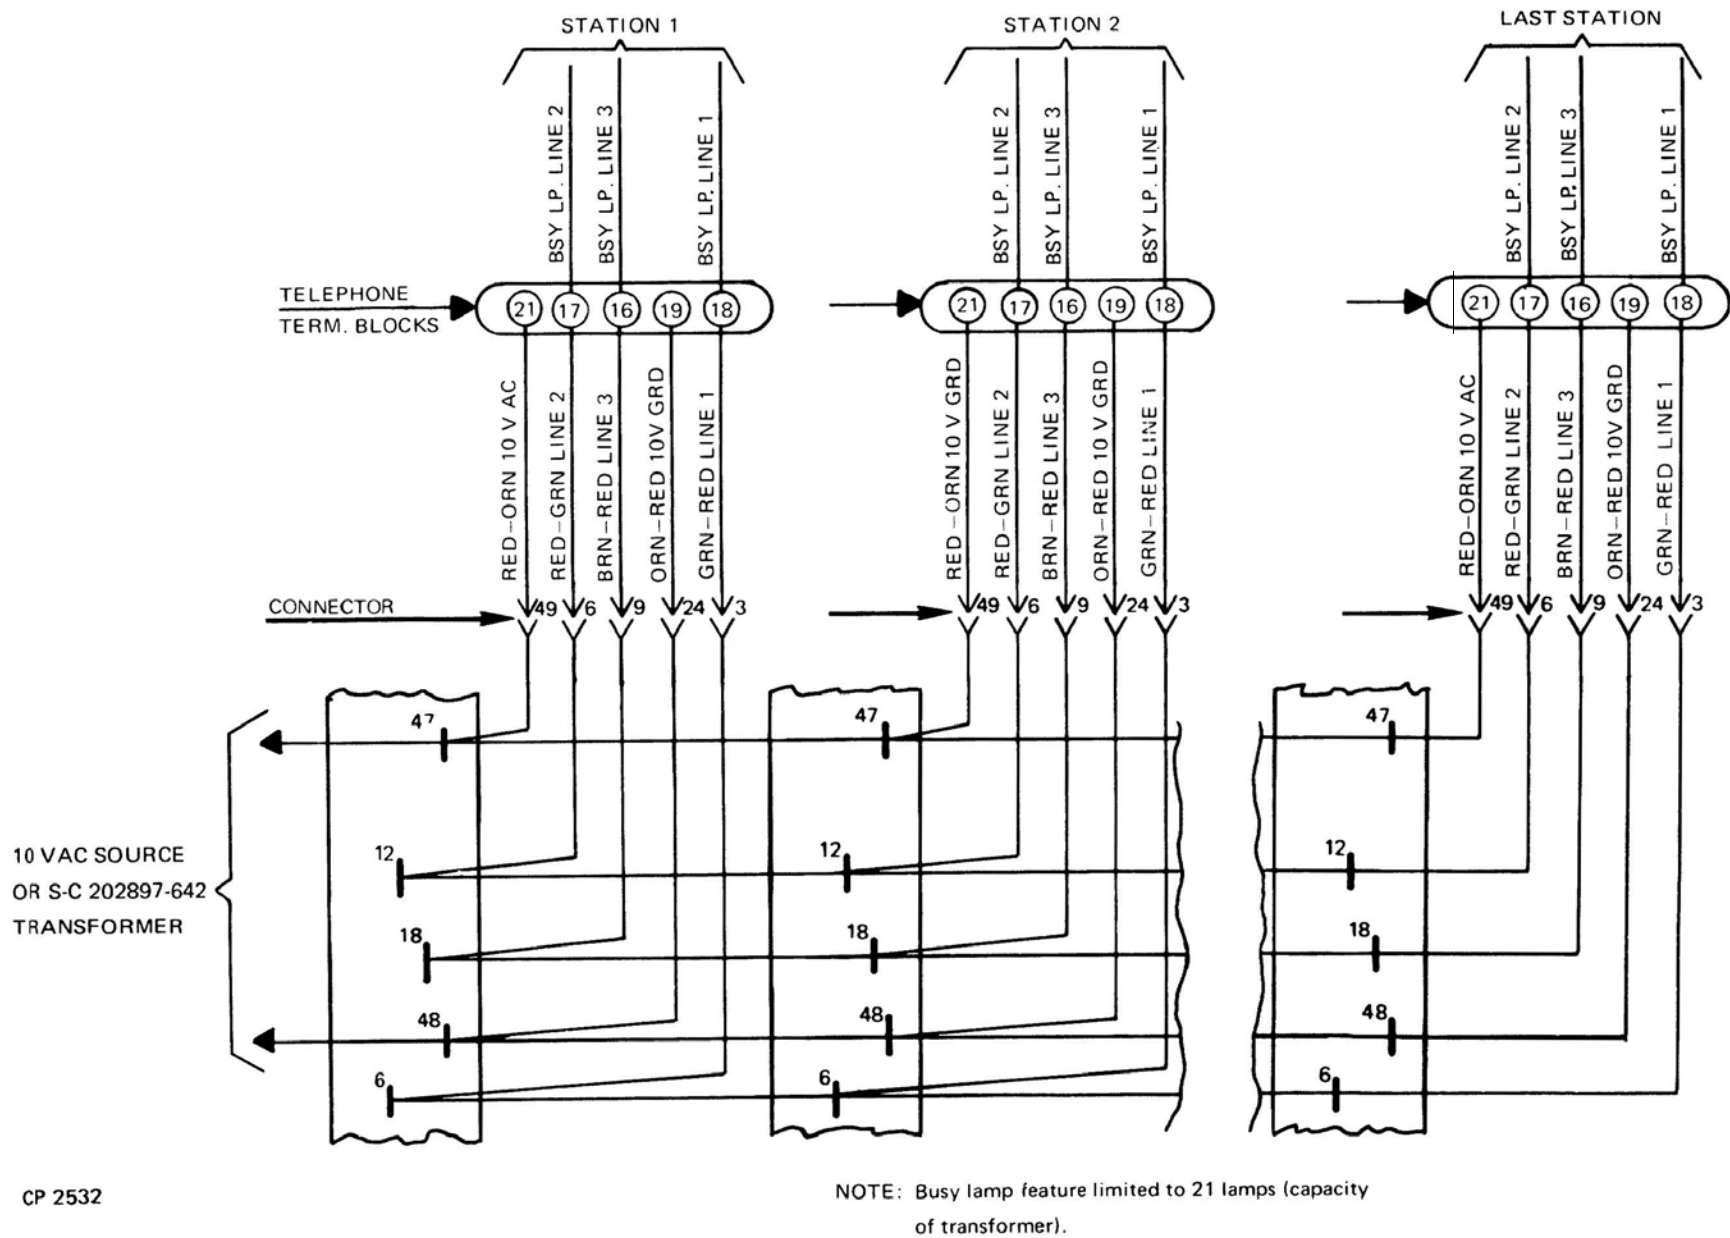 STATION 1
STATION 2
LAST STATION
BSY LP. LINE 2
BSY LP. LINE 3
BSY LP. LINE 1
BSY LP. LINE 2
BSY LP. LINE 3
BSY LP. LINE 1
BSY LP. LINE 2
BSY LP. LINE 3
BSY LP. LINE 1
TELEPHONE
TERM. BLOCKS
21 17 16 19 18
21 17 16 19 18
21 17 16 19 18
RED-ORN 10 V AC
RED-GRN LINE 2
BRN-RED LINE 3
ORN-RED 10V GRD
GRN-RED LINE 1
RED-ORN 10 V GRD
RED-GRN LINE 2
BRN-RED LINE 3
ORN-RED 10V GRD
GRN-RED LINE 1
RED-ORN 10 V AC
RED-GRN LINE 2
BRN-RED LINE 3
ORN-RED 10V GRD
GRN-RED LINE 1
CONNECTOR
49 6 9 24 3
49 6 9 24 3
49 6 9 24 3
47
12
18
48
6
47
12
18
48
6
47
12
18
48
6
10 VAC SOURCE
OR S-C 202897-642
TRANSFORMER
CP 2532
NOTE: Busy lamp feature limited to 21 lamps (capacity
of transformer).